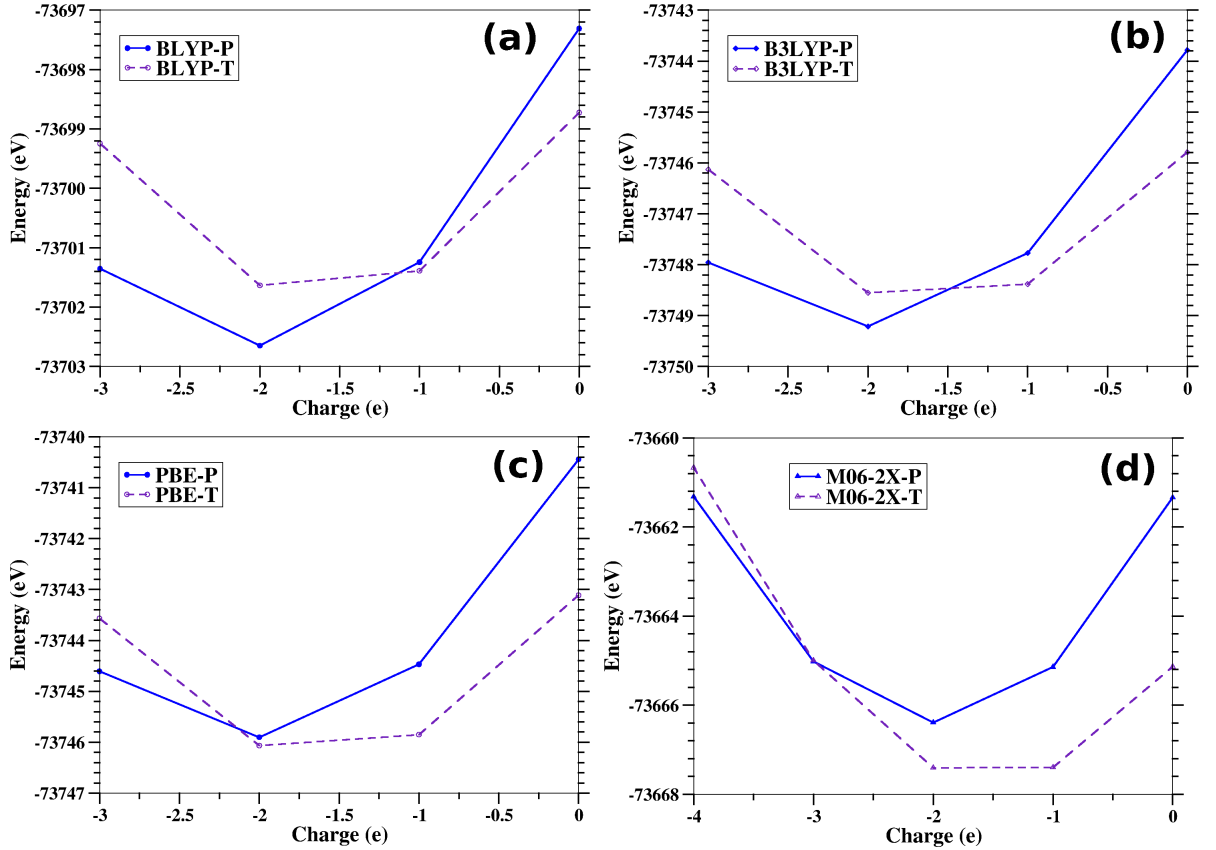 (a)
BLYP-P
BLYP-T
-73697
-73698
-73699
-73700
-73701
-73702
-73703
Energy (eV)
-3 -2.5 -2 -1.5 -1 -0.5 0
Charge (e)
(b)
B3LYP-P
B3LYP-T
-73743
-73744
-73745
-73746
-73747
-73748
-73749
-73750
Energy (eV)
-3 -2.5 -2 -1.5 -1 -0.5 0
Charge (e)
(c)
PBE-P
PBE-T
-73740
-73741
-73742
-73743
-73744
-73745
-73746
-73747
Energy (eV)
-3 -2.5 -2 -1.5 -1 -0.5 0
Charge (e)
(d)
M06-2X-P
M06-2X-T
-73660
-73662
-73664
-73666
-73668
Energy (eV)
-4 -3 -2 -1 0
Charge (e)